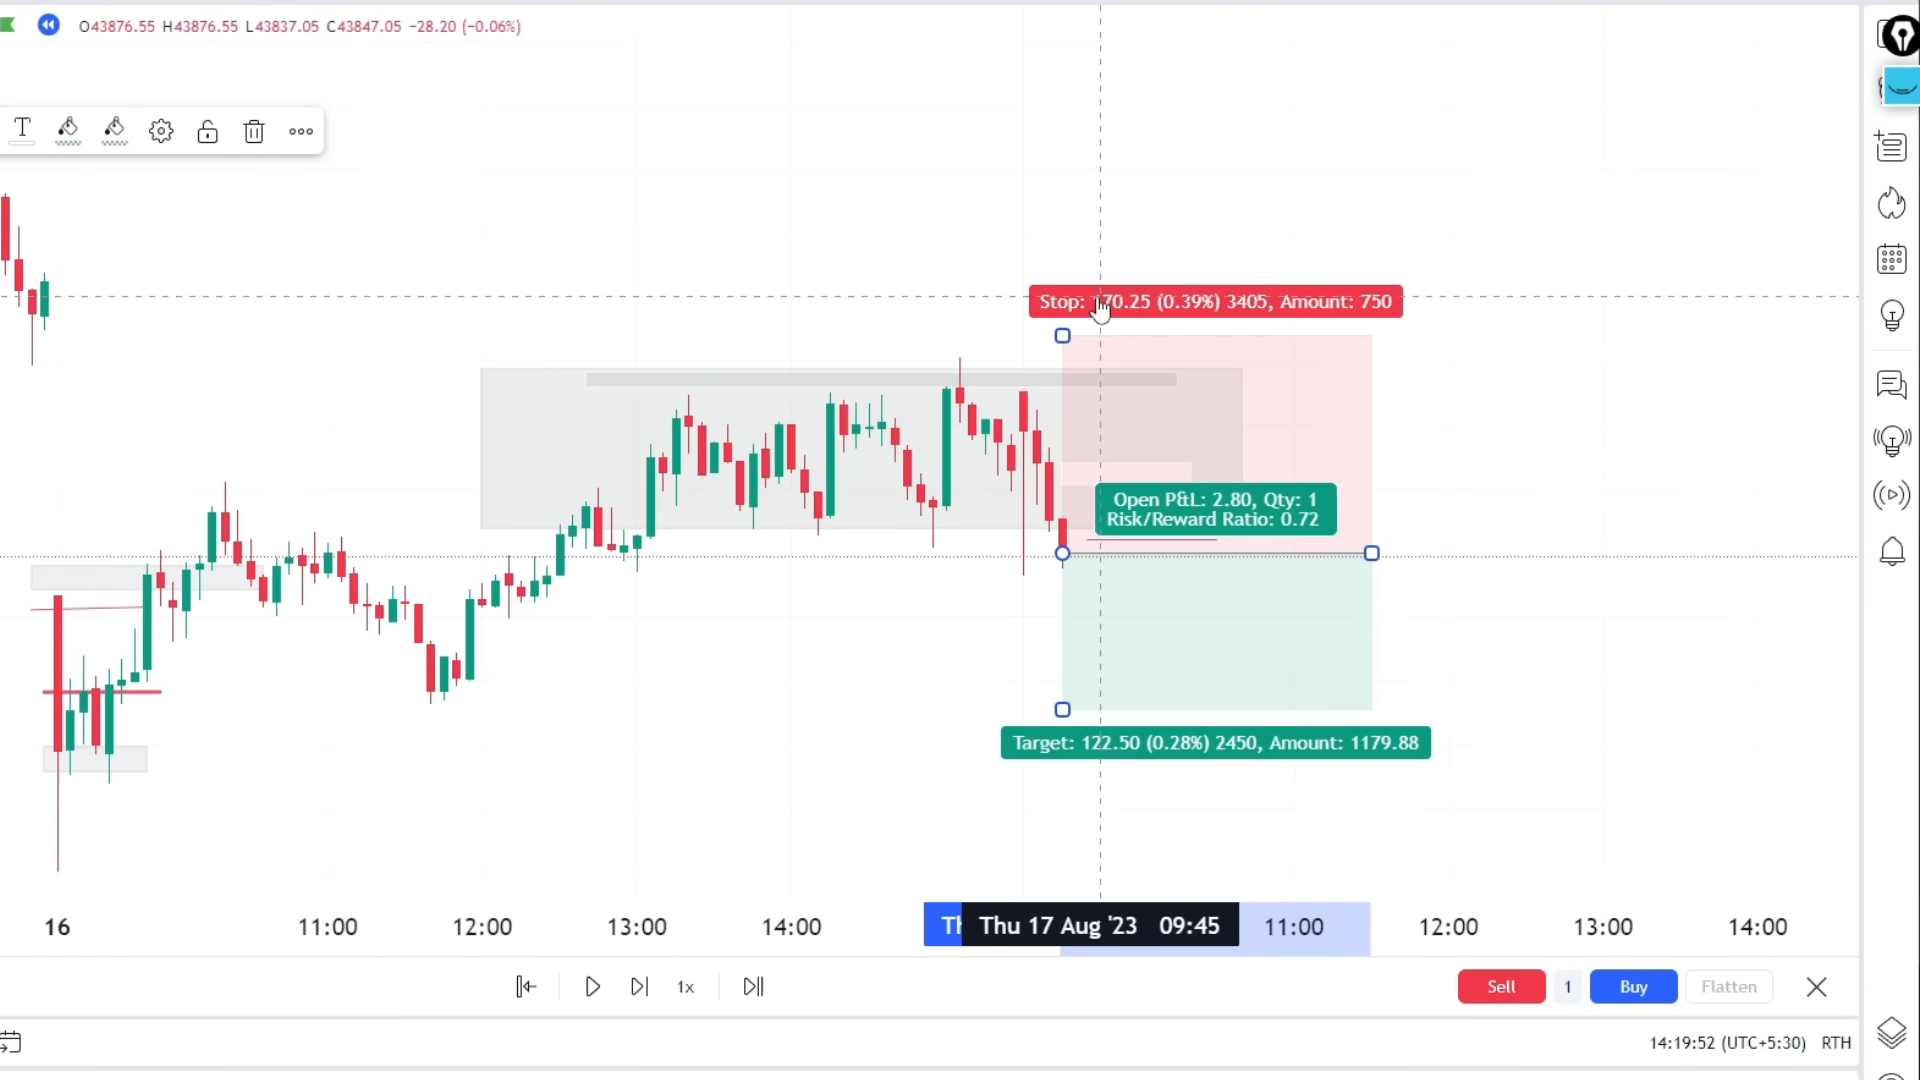 O43876.55 H43876.55 L43837.05 C43847.05 −28.20 (−0.06%)
T
Stop: 170.25 (0.39%) 3405, Amount: 750
Open P&L: 2.80, Qty: 1
Risk/Reward Ratio: 0.72
Target: 122.50 (0.28%) 2450, Amount: 1179.88
16 11:00 12:00 13:00 14:00 Thu 17 Aug '23 09:45 11:00 12:00 13:00 14:00
1x Sell 1 Buy Flatten
14:19:52 (UTC+5:30) RTH